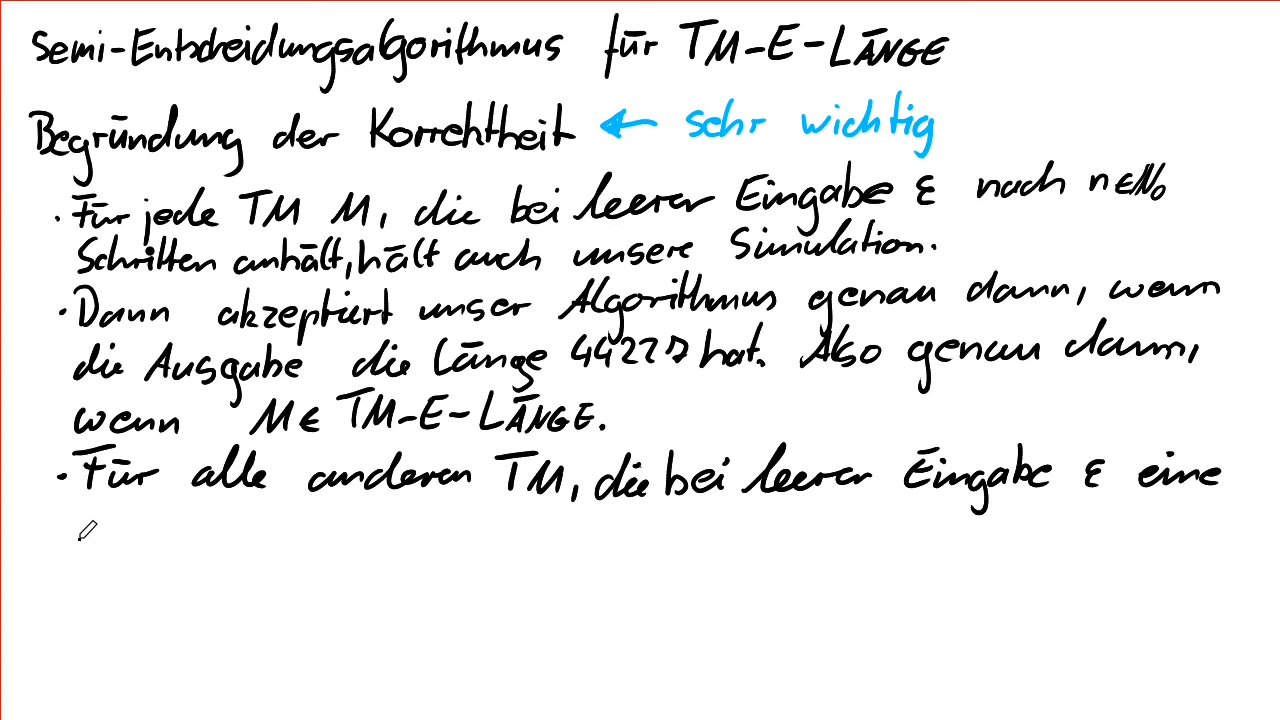 Semi-Entscheidungsalgorithmus für TM-E-LÄNGE
Begründung der Korrektheit ← sehr wichtig
· Für jede TM M, die bei leerer Eingabe ε nach n∈ℕ₀
Schritten anhält, hält auch unsere Simulation.
· Dann akzeptiert unser Algorithmus genau dann, wenn
die Ausgabe die Länge 44227 hat. Also genau dann,
wenn M∈ TM-E-LÄNGE.
· Für alle anderen TM, die bei leerer Eingabe ε eine